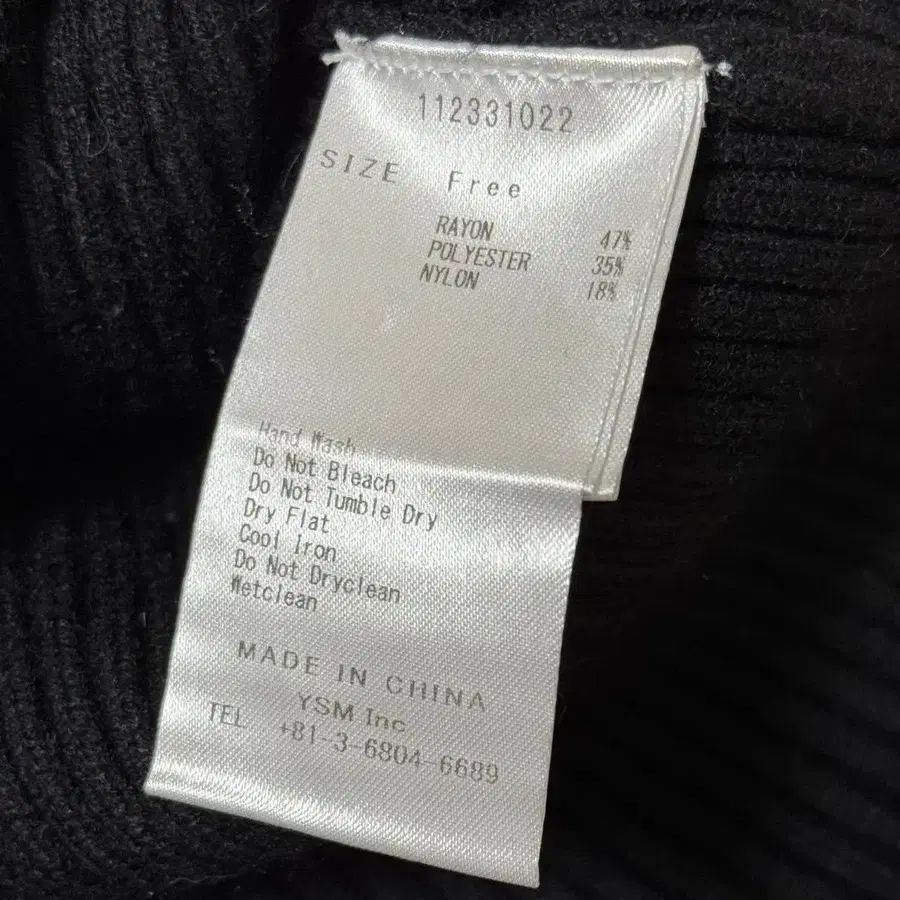 112331022
SIZE Free
RAYON 47%
POLYESTER 35%
NYLON 18%
Hand Wash
Do Not Bleach
Do Not Tumble Dry
Dry Flat
Cool Iron
Do Not Dryclean
Wetclean
MADE IN CHINA
YSM Inc
TEL +81-3-6804-6689